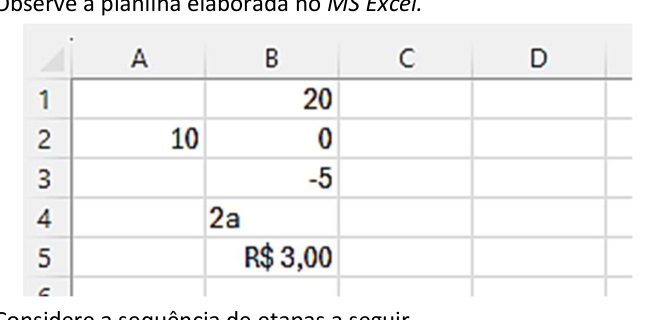 Observe a planilha elaborada no MS Excel.
A B C D
1 20
2 10 0
3 -5
4 2a
5 R$ 3,00
6
Considere a sequência de etapas a seguir